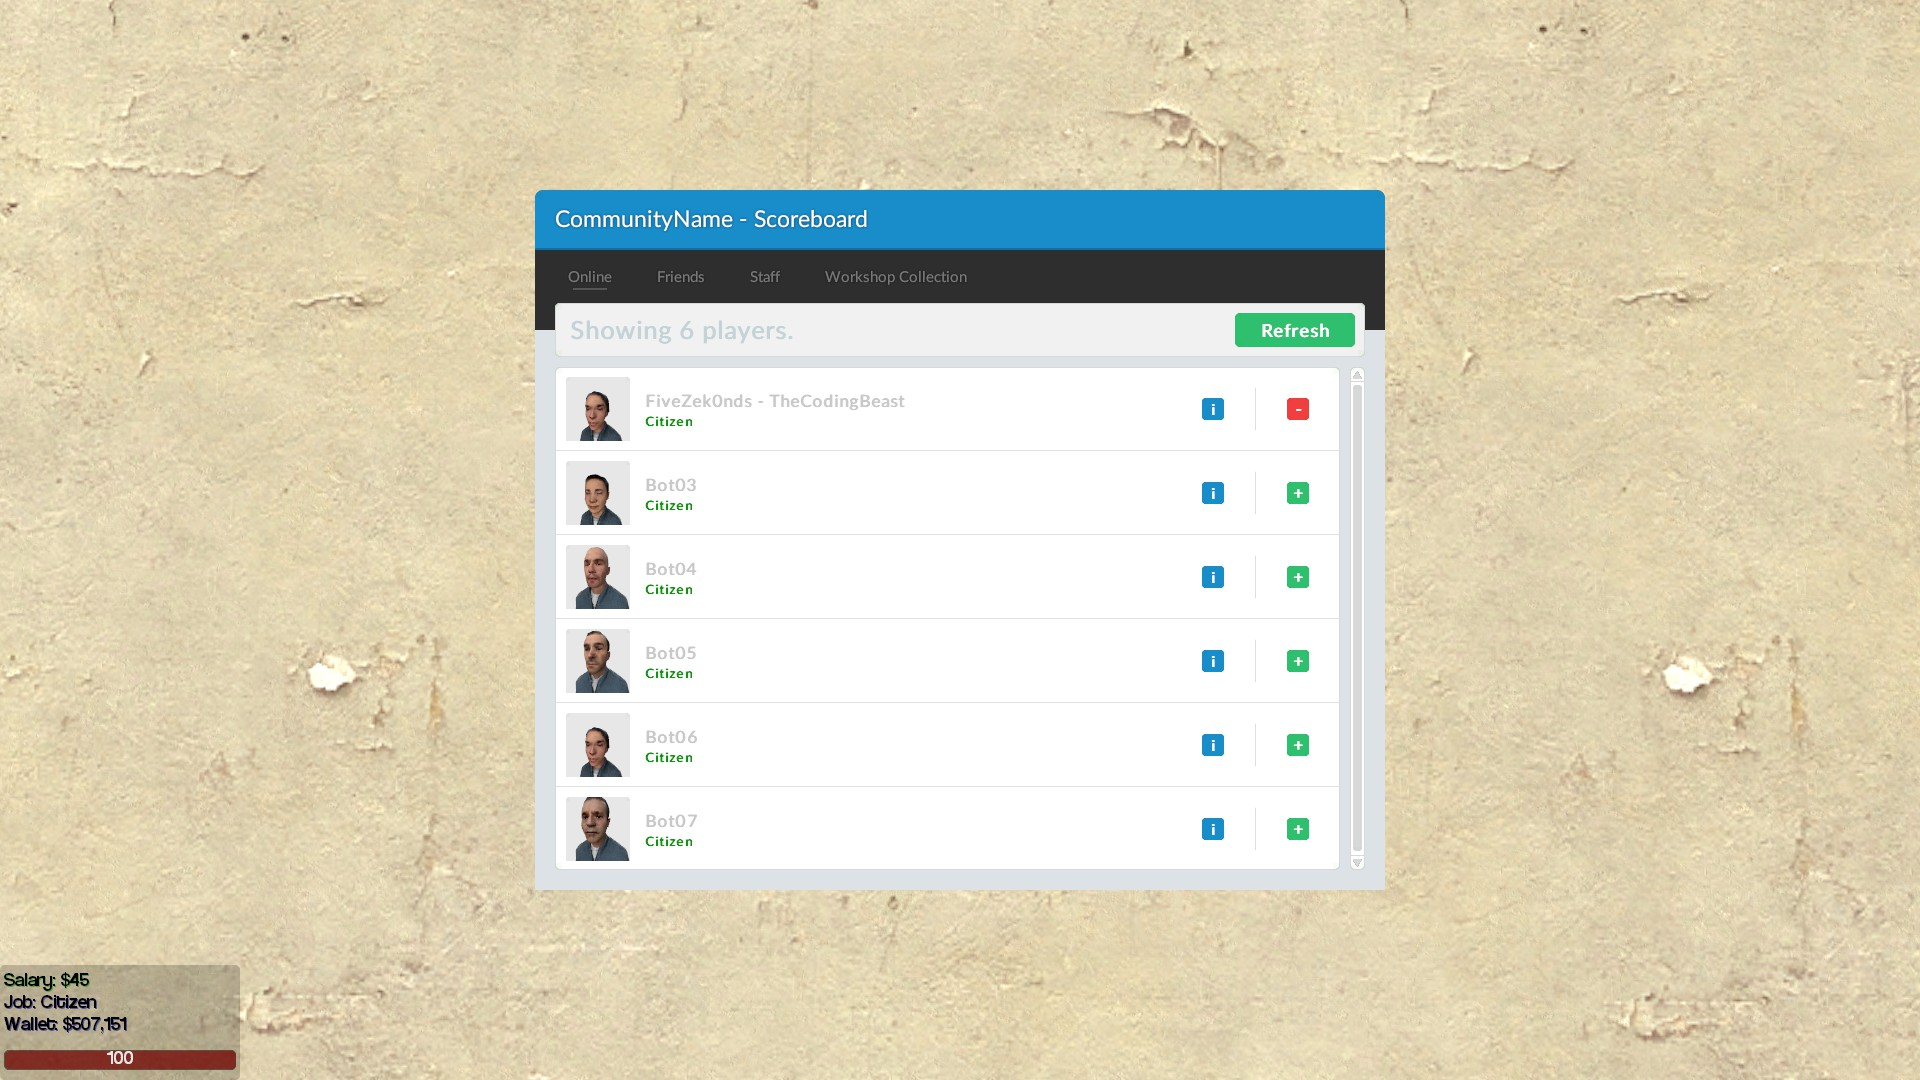 CommunityName - Scoreboard
Online Friends Staff Workshop Collection
Showing 6 players. Refresh
FiveZek0nds - TheCodingBeast
Citizen
i -
Bot03
Citizen
i +
Bot04
Citizen
i +
Bot05
Citizen
i +
Bot06
Citizen
i +
Bot07
Citizen
i +
Salary: $45
Job: Citizen
Wallet: $507,151
100